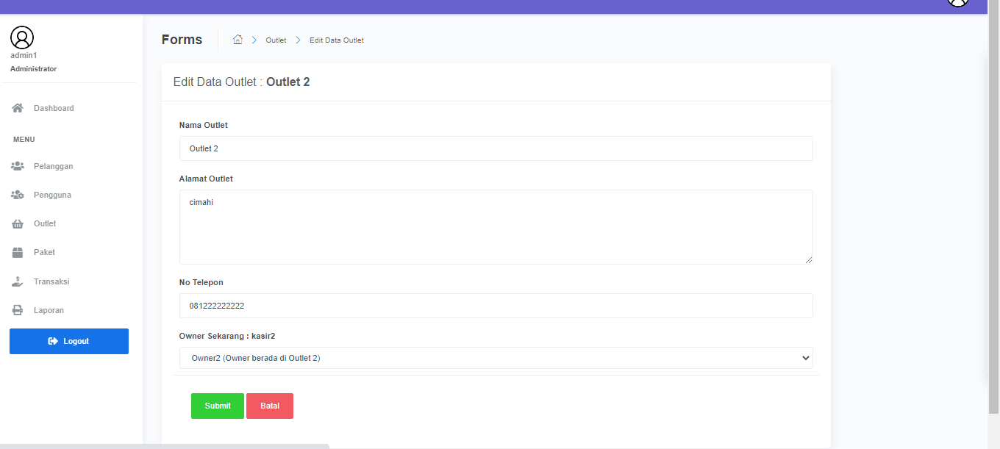 admin1
Administrator
Dashboard
MENU
Pelanggan
Pengguna
Outlet
Paket
Transaksi
Laporan
Logout
Forms
Outlet
Edit Data Outlet
Edit Data Outlet : Outlet 2
Nama Outlet
Outlet 2
Alamat Outlet
cimahi
No Telepon
081222222222
Owner Sekarang : kasir2
Owner2 (Owner berada di Outlet 2)
Submit
Batal